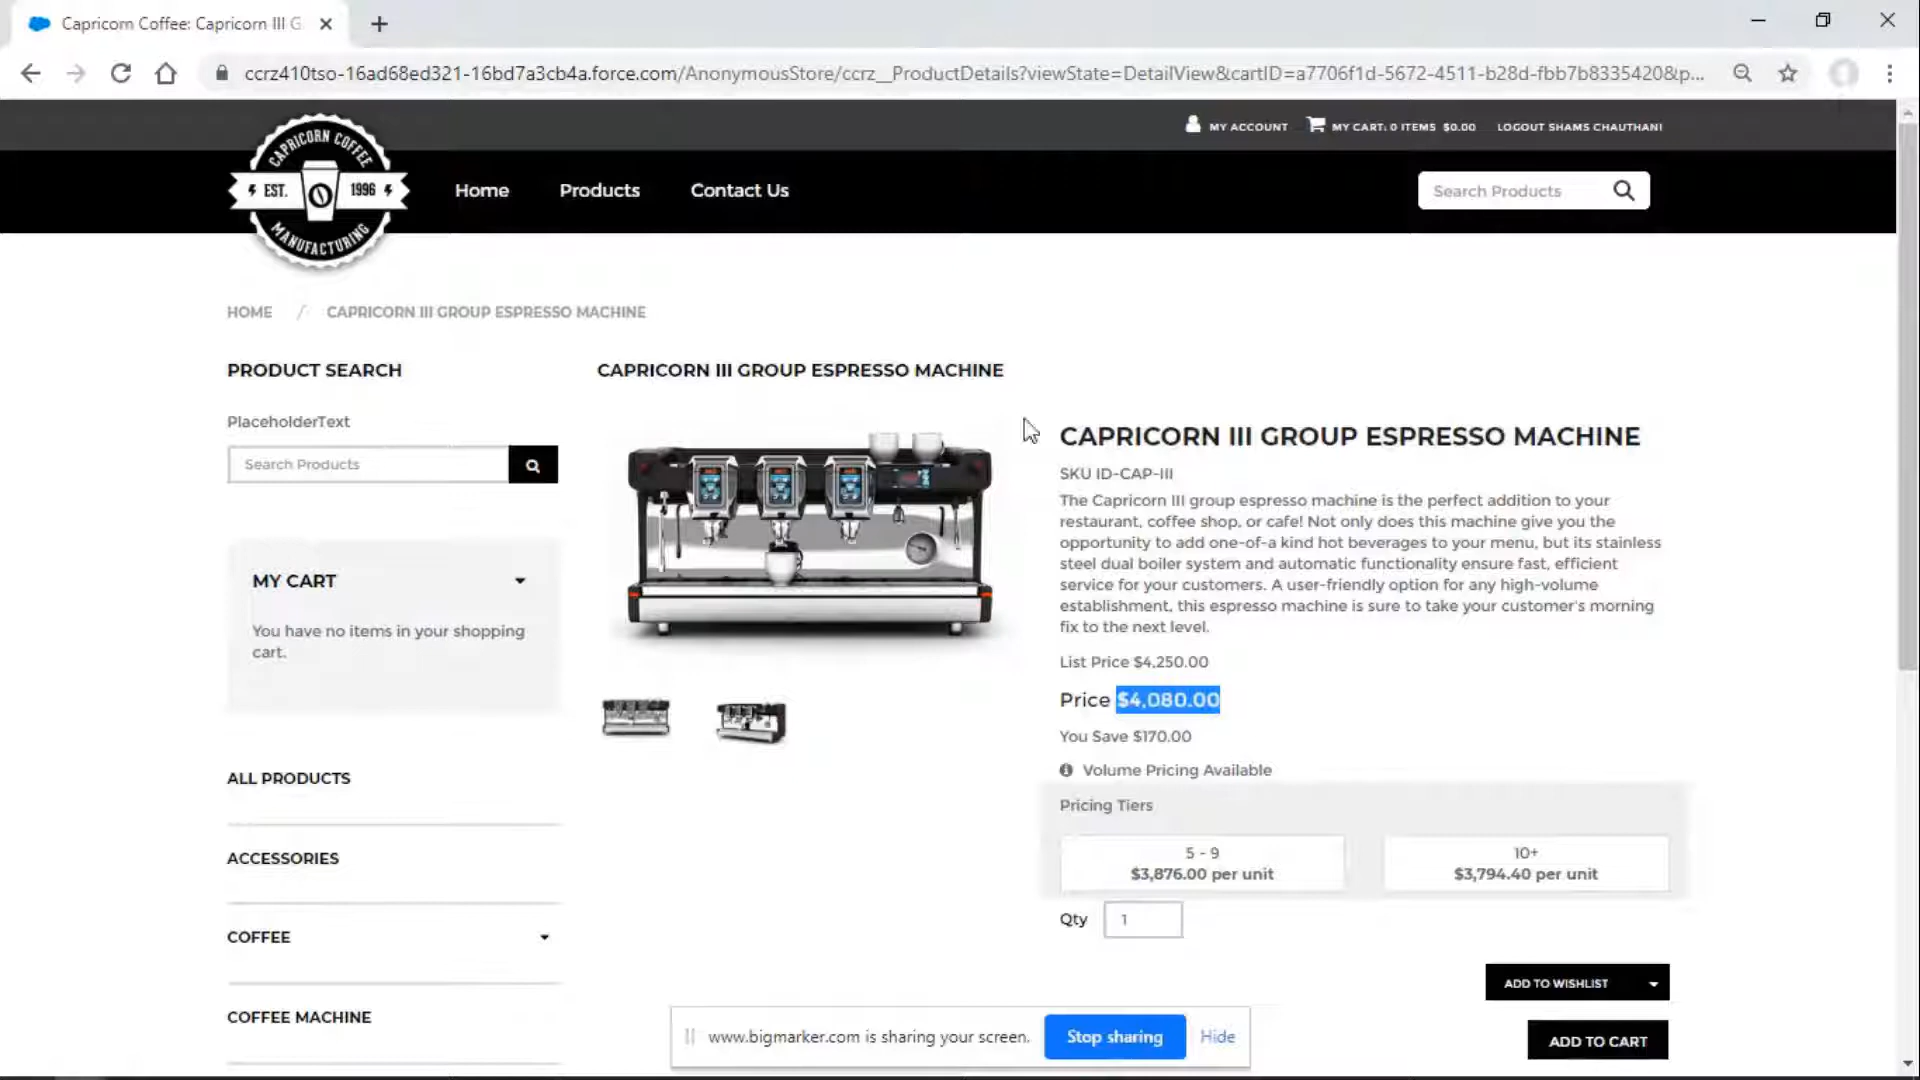 Capricorn Coffee: Capricorn III G
ccrz410tso-16ad68ed321-16bd7a3cb4a.force.com/AnonymousStore/ccrz__ProductDetails?viewState=DetailView&cartID=a7706f1d-5672-4511-b28d-fbb7b8335420&p...
MY ACCOUNT
MY CART: 0 ITEMS $0.00
LOGOUT SHAMS CHAUTHANI
CAPRICORN COFFEE
EST. 1996
MANUFACTURING
Home
Products
Contact Us
Search Products
HOME / CAPRICORN III GROUP ESPRESSO MACHINE
PRODUCT SEARCH
PlaceholderText
Search Products
MY CART
You have no items in your shopping
cart.
ALL PRODUCTS
ACCESSORIES
COFFEE
COFFEE MACHINE
CAPRICORN III GROUP ESPRESSO MACHINE
CAPRICORN III GROUP ESPRESSO MACHINE
SKU ID-CAP-III
The Capricorn III group espresso machine is the perfect addition to your
restaurant, coffee shop, or cafe! Not only does this machine give you the
opportunity to add one-of-a kind hot beverages to your menu, but its stainless
steel dual boiler system and automatic functionality ensure fast, efficient
service for your customers. A user-friendly option for any high-volume
establishment, this espresso machine is sure to take your customer's morning
fix to the next level.
List Price $4,250.00
Price $4,080.00
You Save $170.00
Volume Pricing Available
Pricing Tiers
5 - 9
$3,876.00 per unit
10+
$3,794.40 per unit
Qty 1
ADD TO WISHLIST
ADD TO CART
www.bigmarker.com is sharing your screen.
Stop sharing
Hide